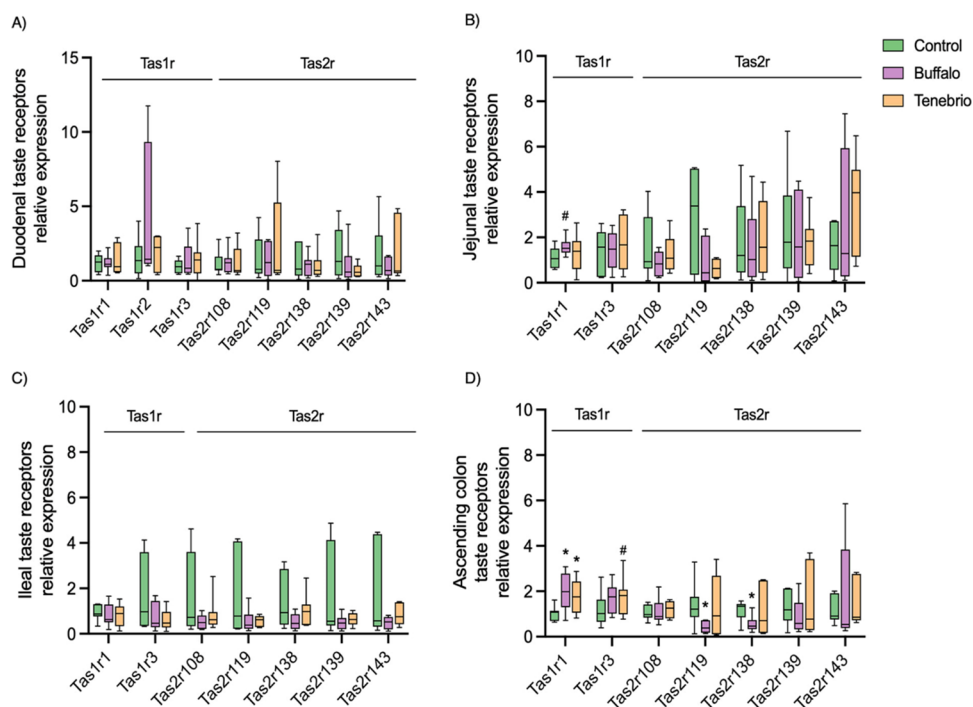 A)
Duodenal taste receptors
relative expression
15
10
5
0
Tas1r
Tas2r
Tas1r1
Tas1r2
Tas1r3
Tas2r108
Tas2r119
Tas2r138
Tas2r139
Tas2r143
B)
Jejunal taste receptors
relative expression
10
8
6
4
2
0
Tas1r
Tas2r
#
Tas1r1
Tas1r3
Tas2r108
Tas2r119
Tas2r138
Tas2r139
Tas2r143
Control
Buffalo
Tenebrio
C)
Ileal taste receptors
relative expression
10
8
6
4
2
0
Tas1r
Tas2r
Tas1r1
Tas1r3
Tas2r108
Tas2r119
Tas2r138
Tas2r139
Tas2r143
D)
Ascending colon
taste receptors
relative expression
10
8
6
4
2
0
Tas1r
Tas2r
*
*
#
*
*
Tas1r1
Tas1r3
Tas2r108
Tas2r119
Tas2r138
Tas2r139
Tas2r143